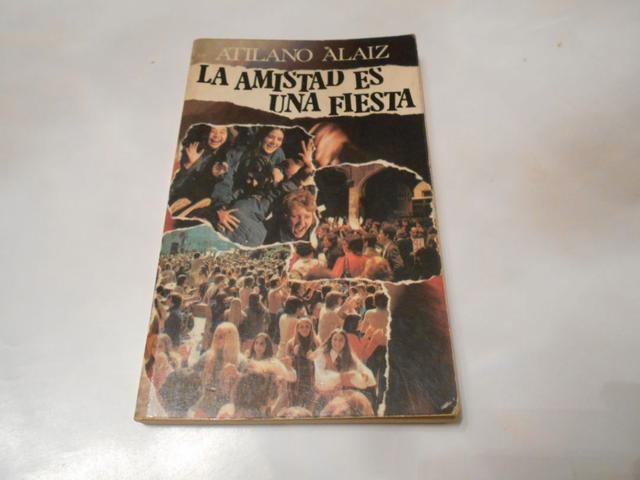 ATILANO ALAIZ
LA AMISTAD ES
UNA FIESTA